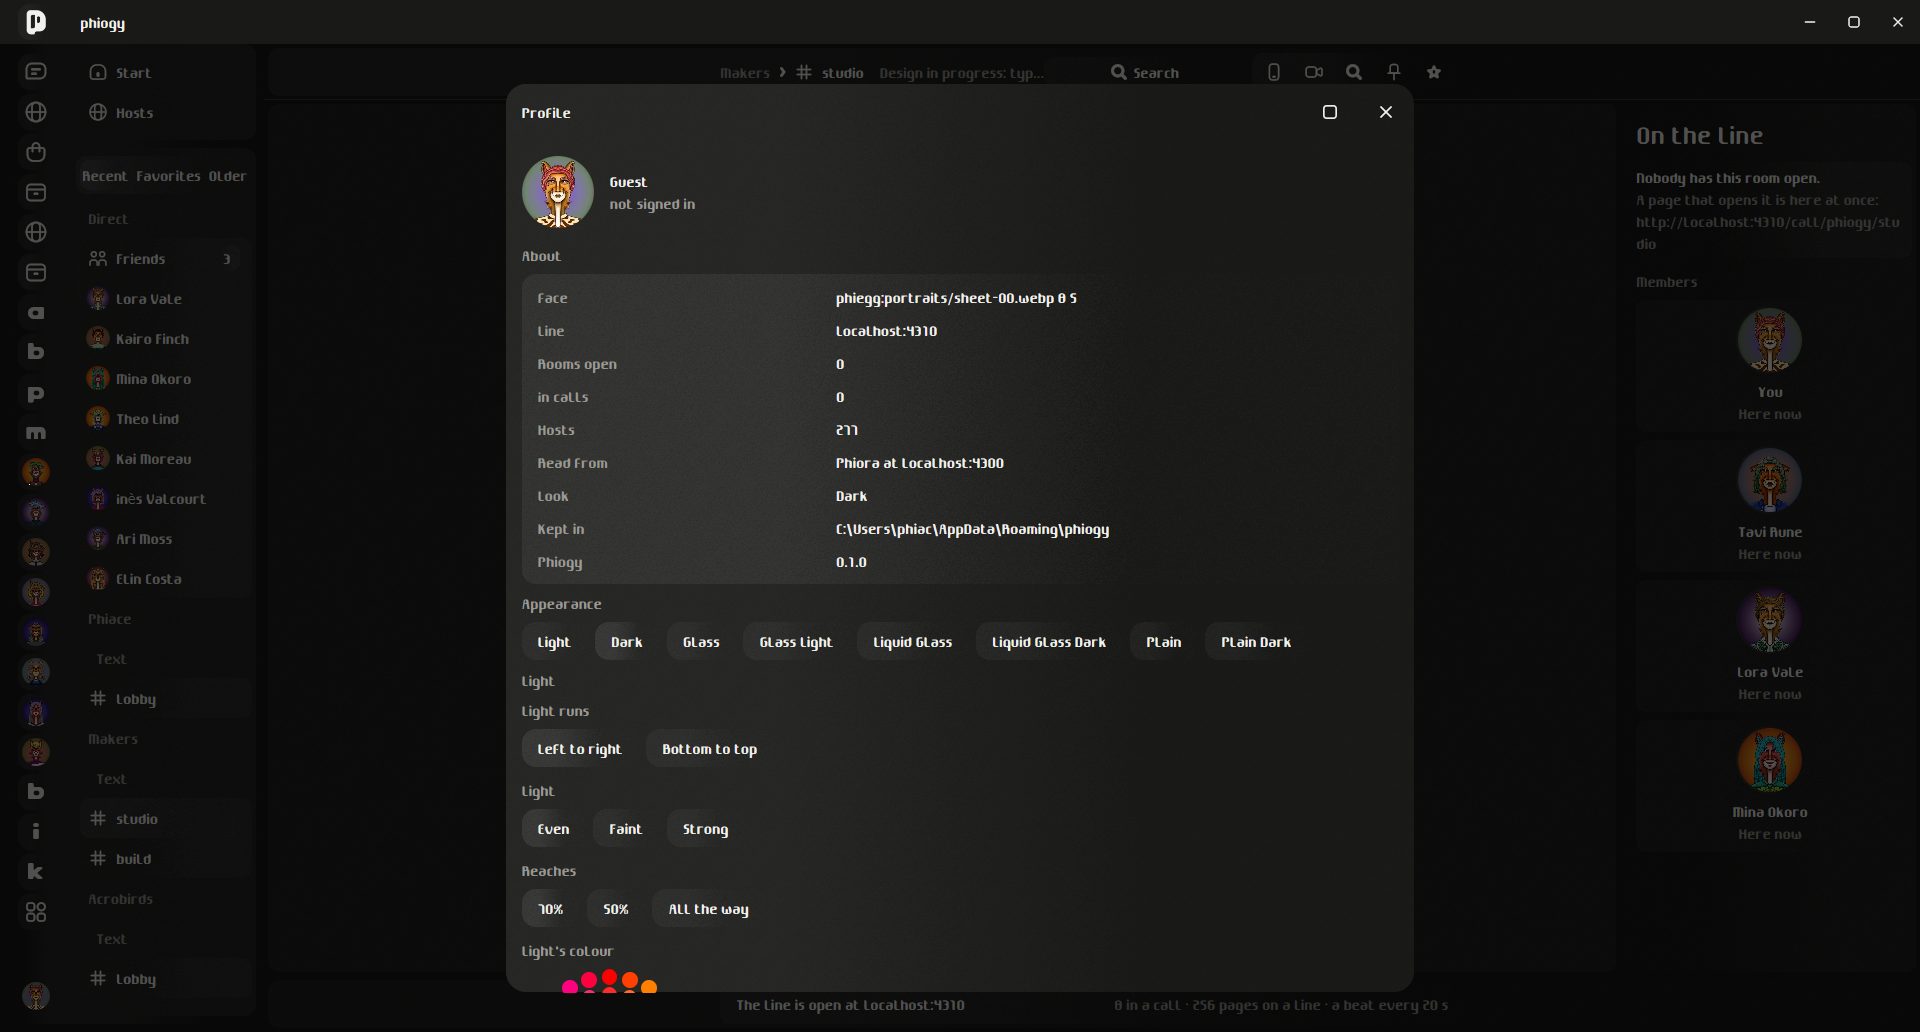 phiogy
Start
Hosts
Recent Favorites Older
Direct
Friends 3
Lora Vale
Kairo Finch
Mina Okoro
Theo Lind
Kai Moreau
inès Valcourt
Ari Moss
Elin Costa
Phiace
Text
Lobby
Makers
Text
studio
build
Acrobirds
Text
Lobby
a
b
p
m
b
i
k
Makers > # studio Design in progress: typ...
Search
Profile
Guest
not signed in
About
Face phiegg:portraits/sheet-00.webp 8 5
Line localhost:4310
Rooms open 0
in calls 0
Hosts 277
Read from Phiora at localhost:4300
Look Dark
Kept in C:\Users\phiac\AppData\Roaming\phiogy
Phiogy 0.1.0
Appearance
Light Dark Glass Glass Light Liquid Glass Liquid Glass Dark Plain Plain Dark
Light
Light runs
Left to right Bottom to top
Light
Even Faint Strong
Reaches
70% 50% All the way
Light's colour
The line is open at localhost:4310
0 in a call · 256 pages on a line · a beat every 20 s
On the line
Nobody has this room open.
A page that opens it is here at once:
http://localhost:4310/call/phiogy/stu
dio
Members
You
Here now
Tavi Rune
Here now
Lora Vale
Here now
Mina Okoro
Here now